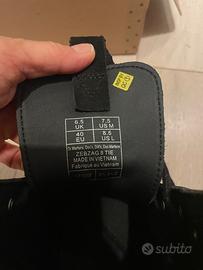 6.5 7.5
UK US M
40 8.5
EU US L
Dr. Martens, Doc's, DM's, Doc Martens
ZEBZAG 8 TIE
MADE IN VIETNAM
Fabriqué au Vietnam
subito